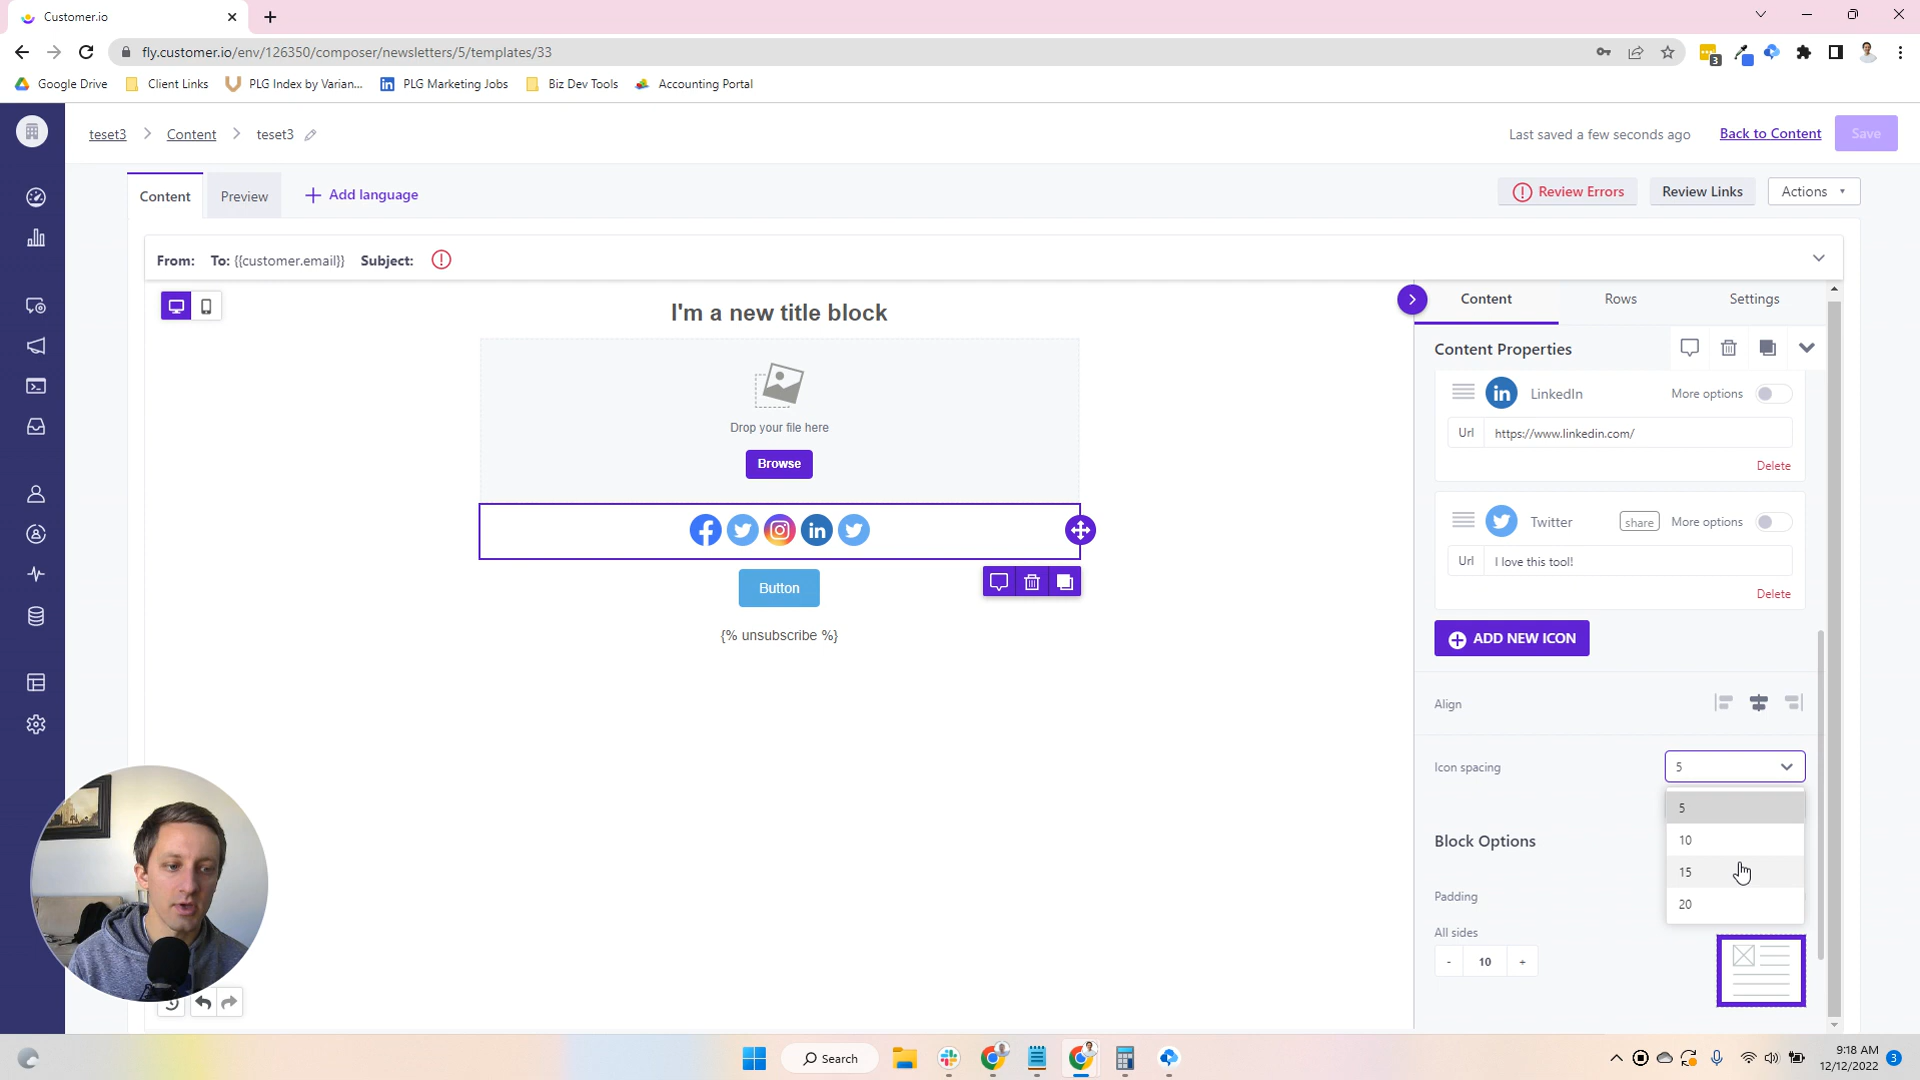 Customer.io
fly.customer.io/env/126350/composer/newsletters/5/templates/33
3
Google Drive
Client Links
PLG Index by Varian...
PLG Marketing Jobs
Biz Dev Tools
Accounting Portal
teset3 > Content > teset3
Last saved a few seconds ago
Back to Content
Save
Content
Preview
Add language
Review Errors
Review Links
Actions
From: To: {{customer.email}} Subject:
Content
Rows
Settings
I'm a new title block
Content Properties
Drop your file here
Browse
LinkedIn
More options
Url
https://www.linkedin.com/
Delete
Twitter
share
More options
Url
I love this tool!
Delete
Button
{% unsubscribe %}
ADD NEW ICON
Align
Icon spacing
5
5
10
15
20
Block Options
Padding
All sides
- 10 +
Search
9:18 AM
12/12/2022
3